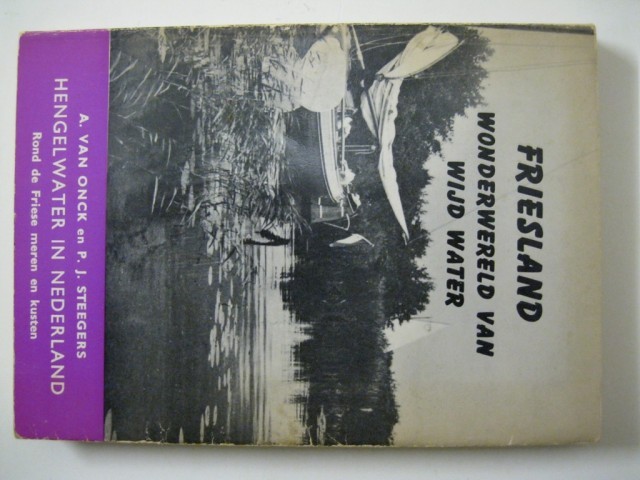 FRIESLAND
WONDERWERELD VAN
WIJD WATER
A. VAN ONCK en P. J. STEEGERS
HENGELWATER IN NEDERLAND
Rond de Friese meren en kusten